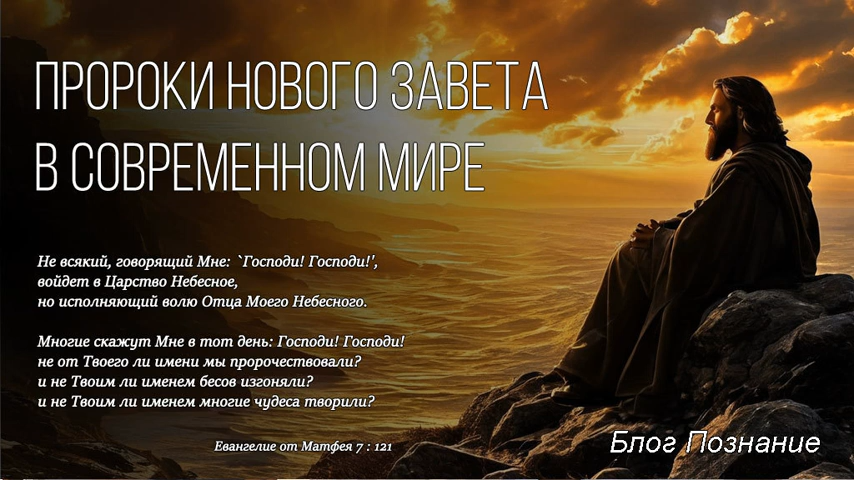 ПРОРОКИ НОВОГО ЗАВЕТА
В СОВРЕМЕННОМ МИРЕ
Не всякий, говорящий Мне: `Господи! Господи!',
войдет в Царство Небесное,
но исполняющий волю Отца Моего Небесного.
Многие скажут Мне в тот день: Господи! Господи!
не от Твоего ли имени мы пророчествовали?
и не Твоим ли именем бесов изгоняли?
и не Твоим ли именем многие чудеса творили?
Евангелие от Матфея 7 : 121
Блог Познание